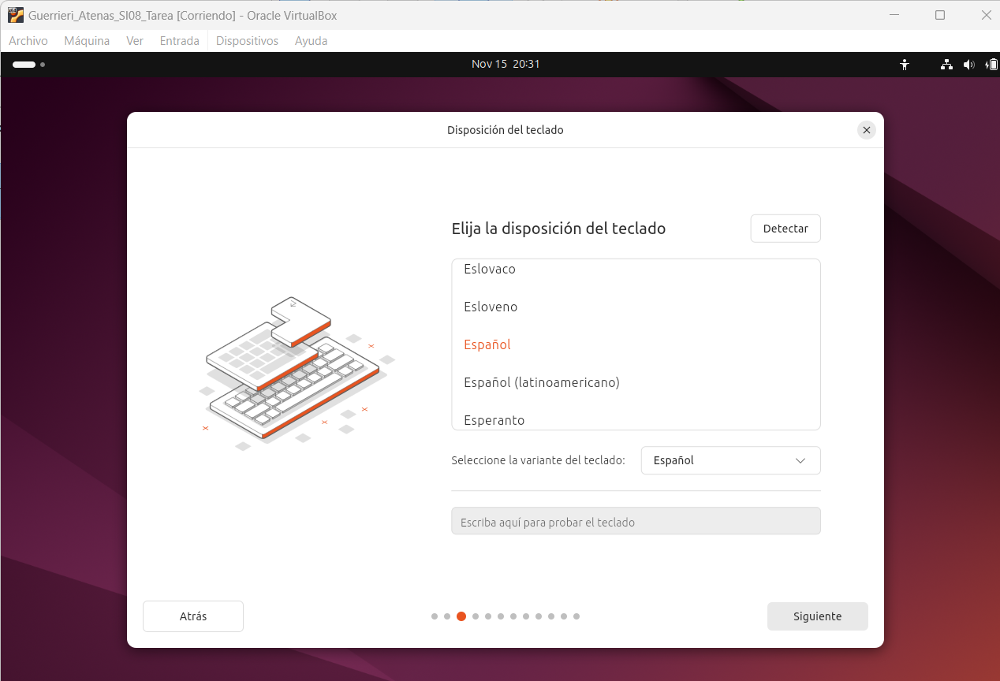 Guerrieri_Atenas_SI08_Tarea [Corriendo] - Oracle VirtualBox
Archivo Máquina Ver Entrada Dispositivos Ayuda
Nov 15 20:31
Disposición del teclado
Elija la disposición del teclado
Detectar
Eslovaco
Esloveno
Español
Español (latinoamericano)
Esperanto
Seleccione la variante del teclado:
Español
Escriba aquí para probar el teclado
Atrás
Siguiente